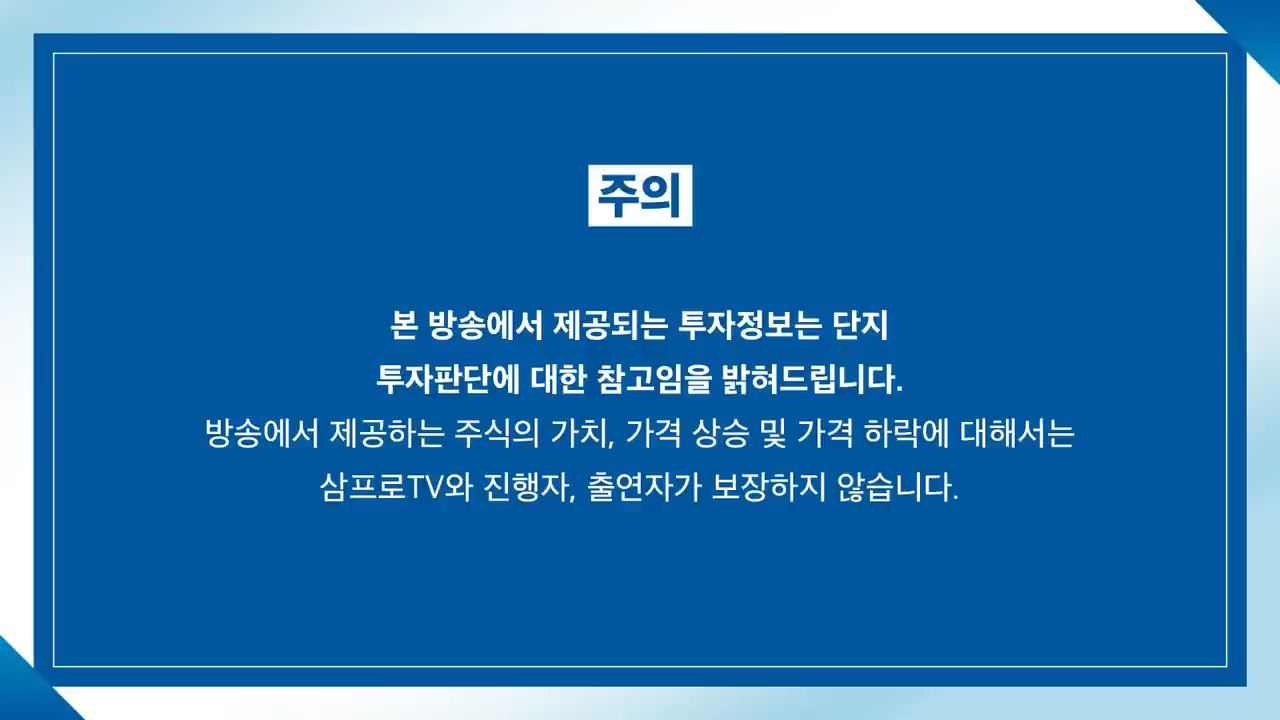 주의
본 방송에서 제공되는 투자정보는 단지
투자판단에 대한 참고임을 밝혀드립니다.
방송에서 제공하는 주식의 가치, 가격 상승 및 가격 하락에 대해서는
삼프로TV와 진행자, 출연자가 보장하지 않습니다.